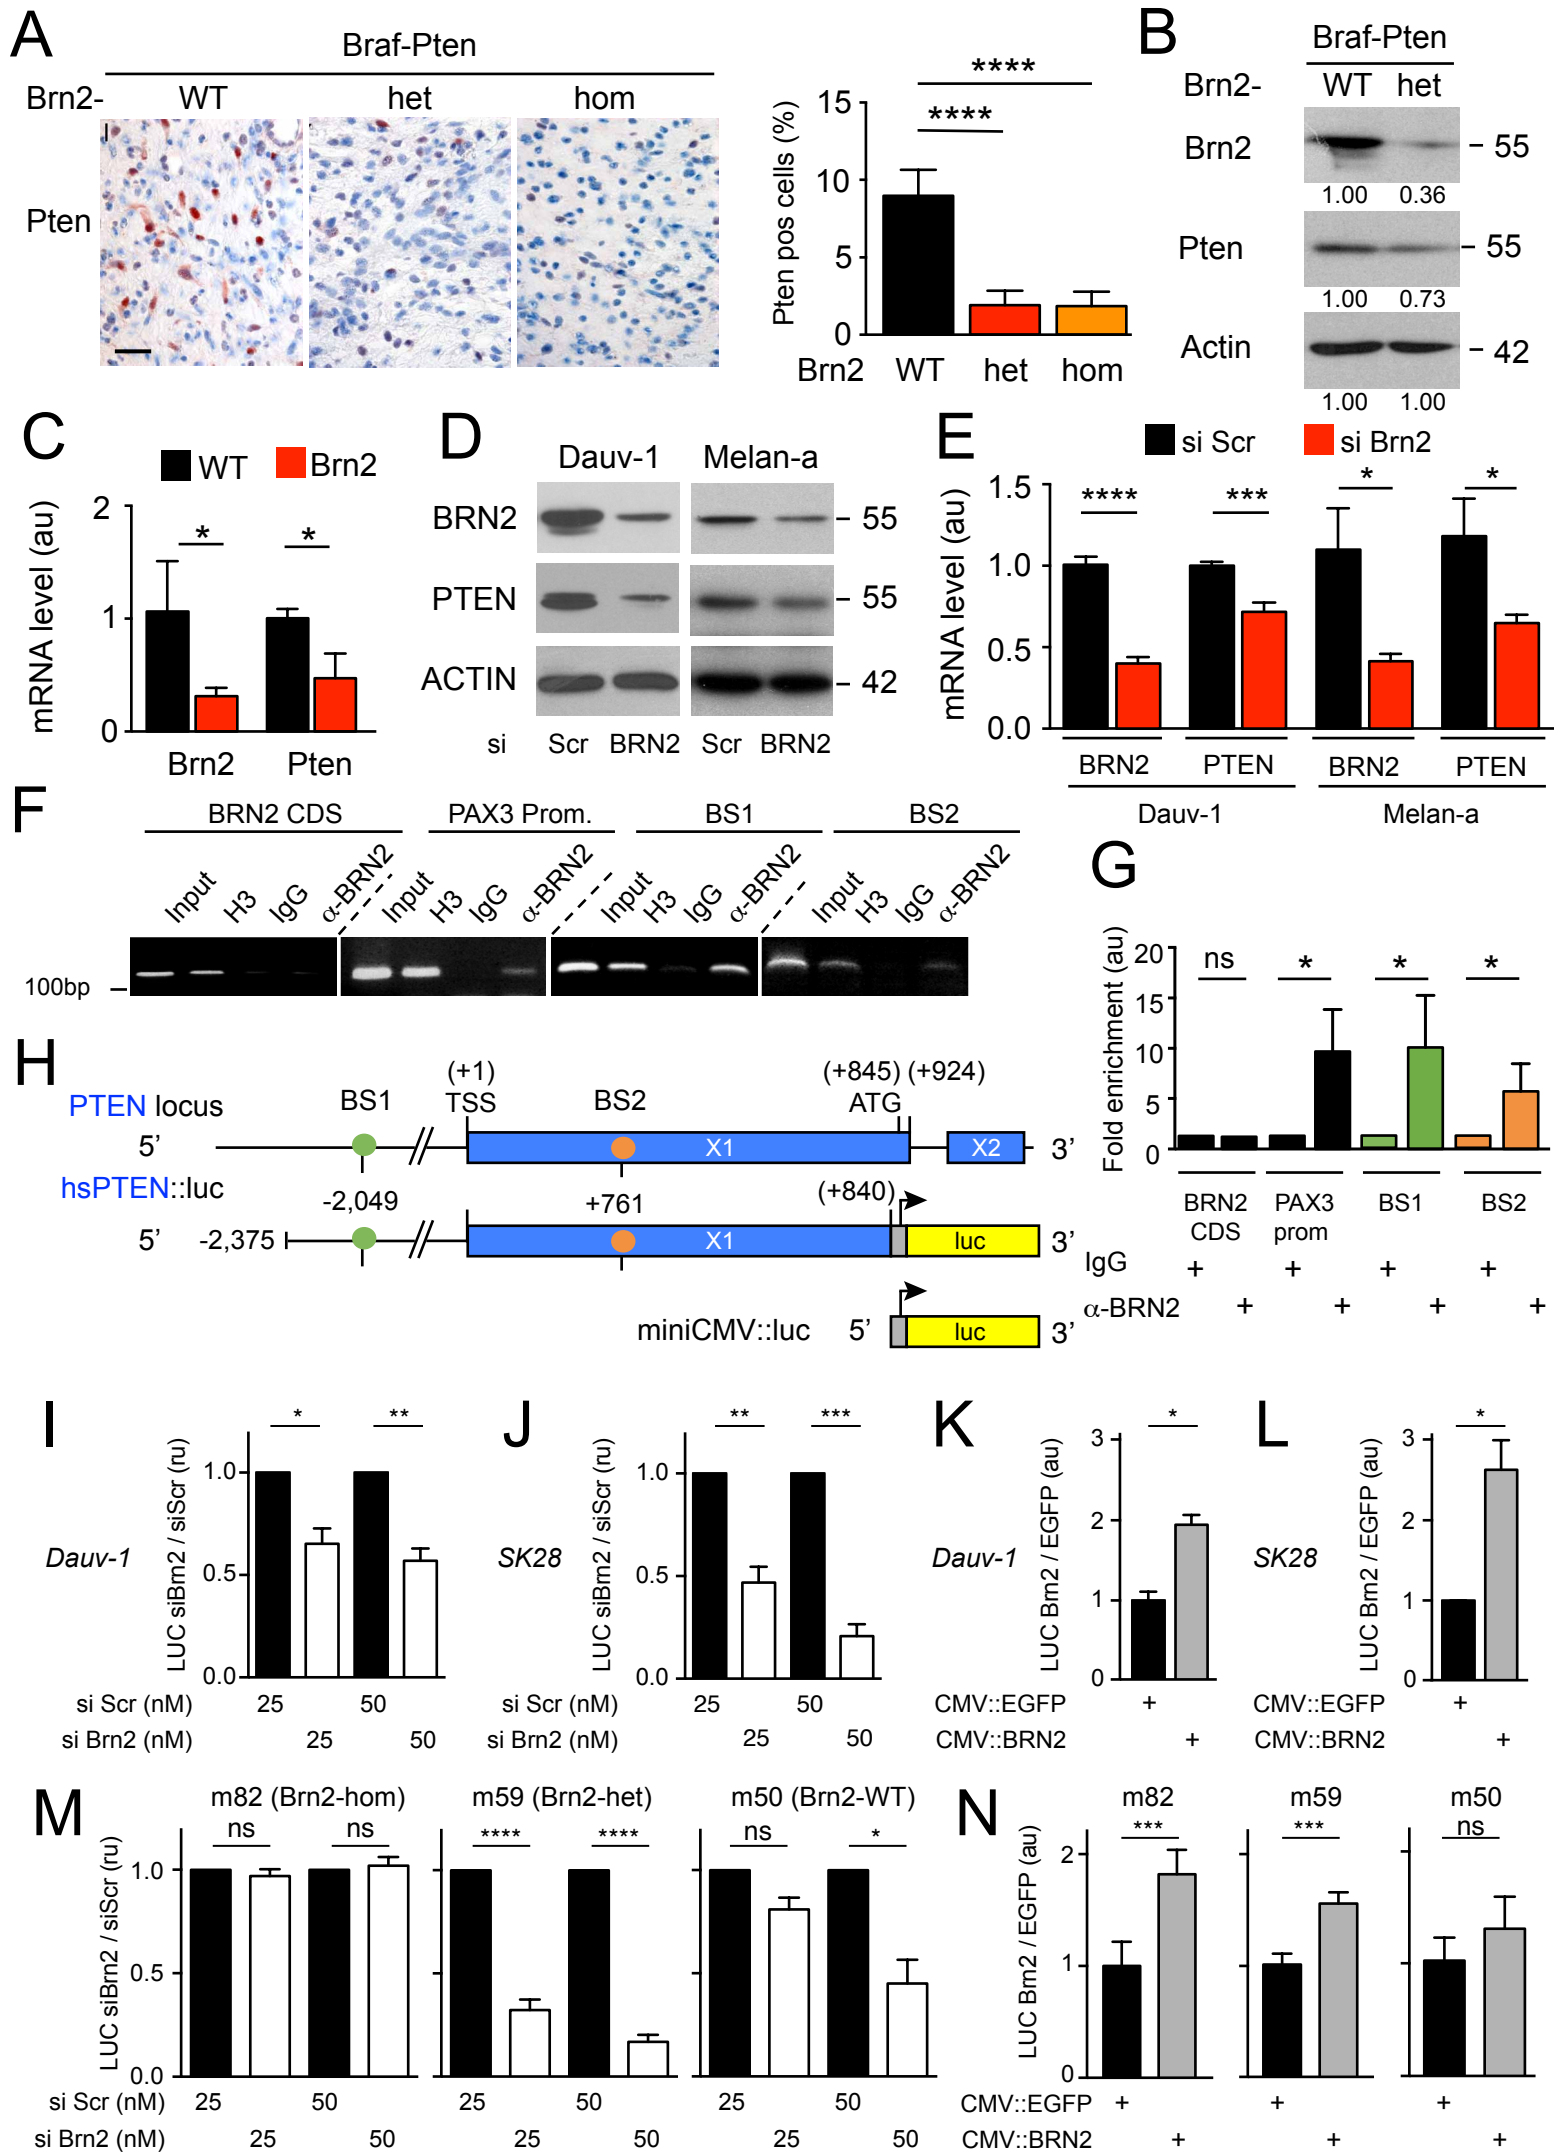 A
Braf-Pten
Brn2- WT het hom
Pten
Pten pos cells (%)
15
10
5
0
****
****
Brn2 WT het hom
B
Braf-Pten
Brn2- WT het
Brn2 - 55
1.00 0.36
Pten - 55
1.00 0.73
Actin - 42
1.00 1.00
C
WT Brn2
mRNA level (au)
2
1
0
* *
Brn2 Pten
D
Dauv-1 Melan-a
BRN2 - 55
PTEN - 55
ACTIN - 42
si Scr BRN2 Scr BRN2
E
si Scr si Brn2
mRNA level (au)
1.5
1.0
0.5
0.0
**** *** * *
BRN2 PTEN BRN2 PTEN
Dauv-1 Melan-a
F
BRN2 CDS PAX3 Prom. BS1 BS2
Input H3 IgG α-BRN2 Input H3 IgG α-BRN2 Input H3 IgG α-BRN2 Input H3 IgG α-BRN2
100bp
G
Fold enrichment (au)
20
15
10
5
0
ns * * *
BRN2 CDS PAX3 prom BS1 BS2
IgG + + + +
α-BRN2 + + + +
H
(+1) (+845) (+924)
PTEN locus BS1 TSS BS2 ATG
5’ X1 X2 3’
hsPTEN::luc -2,049 +761 (+840)
5’ -2,375 X1 luc 3’
miniCMV::luc 5’ luc 3’
I
Dauv-1
LUC siBrn2 / siScr (ru)
1.0
0.5
0.0
* **
si Scr (nM) 25 50
si Brn2 (nM) 25 50
J
SK28
LUC siBrn2 / siScr (ru)
1.0
0.5
0.0
** ***
si Scr (nM) 25 50
si Brn2 (nM) 25 50
K
Dauv-1
LUC Brn2 / EGFP (au)
3
2
1
0
*
CMV::EGFP +
CMV::BRN2 +
L
SK28
LUC Brn2 / EGFP (au)
3
2
1
0
*
CMV::EGFP +
CMV::BRN2 +
M
m82 (Brn2-hom) m59 (Brn2-het) m50 (Brn2-WT)
ns ns **** **** ns *
LUC siBrn2 / siScr (ru)
1.0
0.5
0.0
si Scr (nM) 25 50 25 50 25 50
si Brn2 (nM) 25 50 25 50 25 50
N
m82 m59 m50
*** *** ns
LUC Brn2 / EGFP (au)
2
1
0
CMV::EGFP + + +
CMV::BRN2 + + +